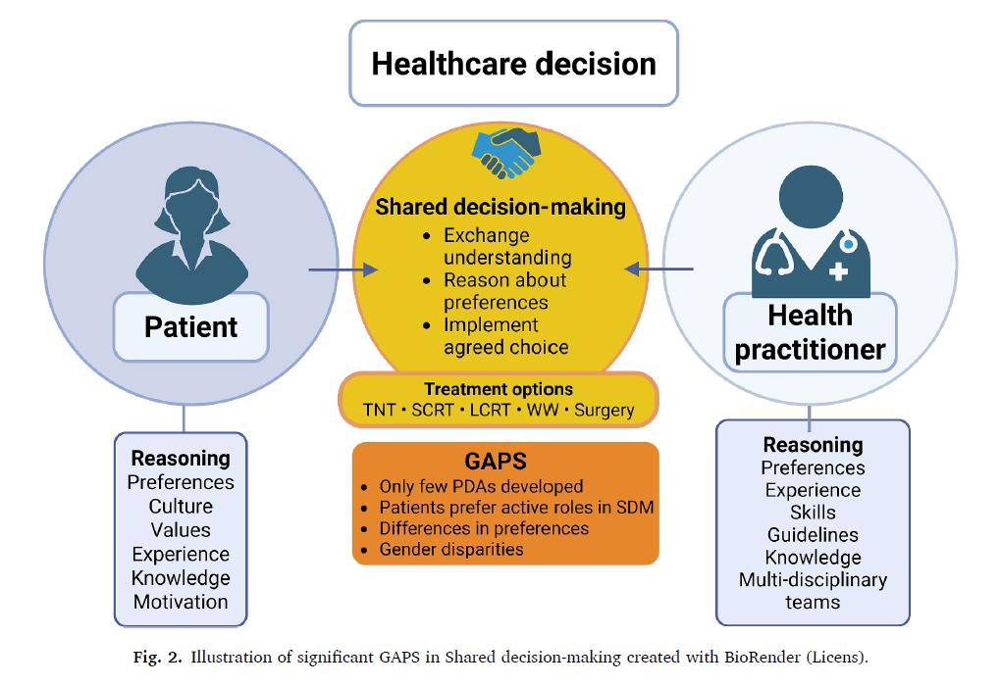 Healthcare decision
Patient
Reasoning
Preferences
Culture
Values
Experience
Knowledge
Motivation
Shared decision-making
• Exchange
understanding
• Reason about
preferences
• Implement
agreed choice
Treatment options
TNT • SCRT • LCRT • WW • Surgery
GAPS
• Only few PDAs developed
• Patients prefer active roles in SDM
• Differences in preferences
• Gender disparities
Health
practitioner
Reasoning
Preferences
Experience
Skills
Guidelines
Knowledge
Multi-disciplinary
teams
Fig. 2. Illustration of significant GAPS in Shared decision-making created with BioRender (Licens).